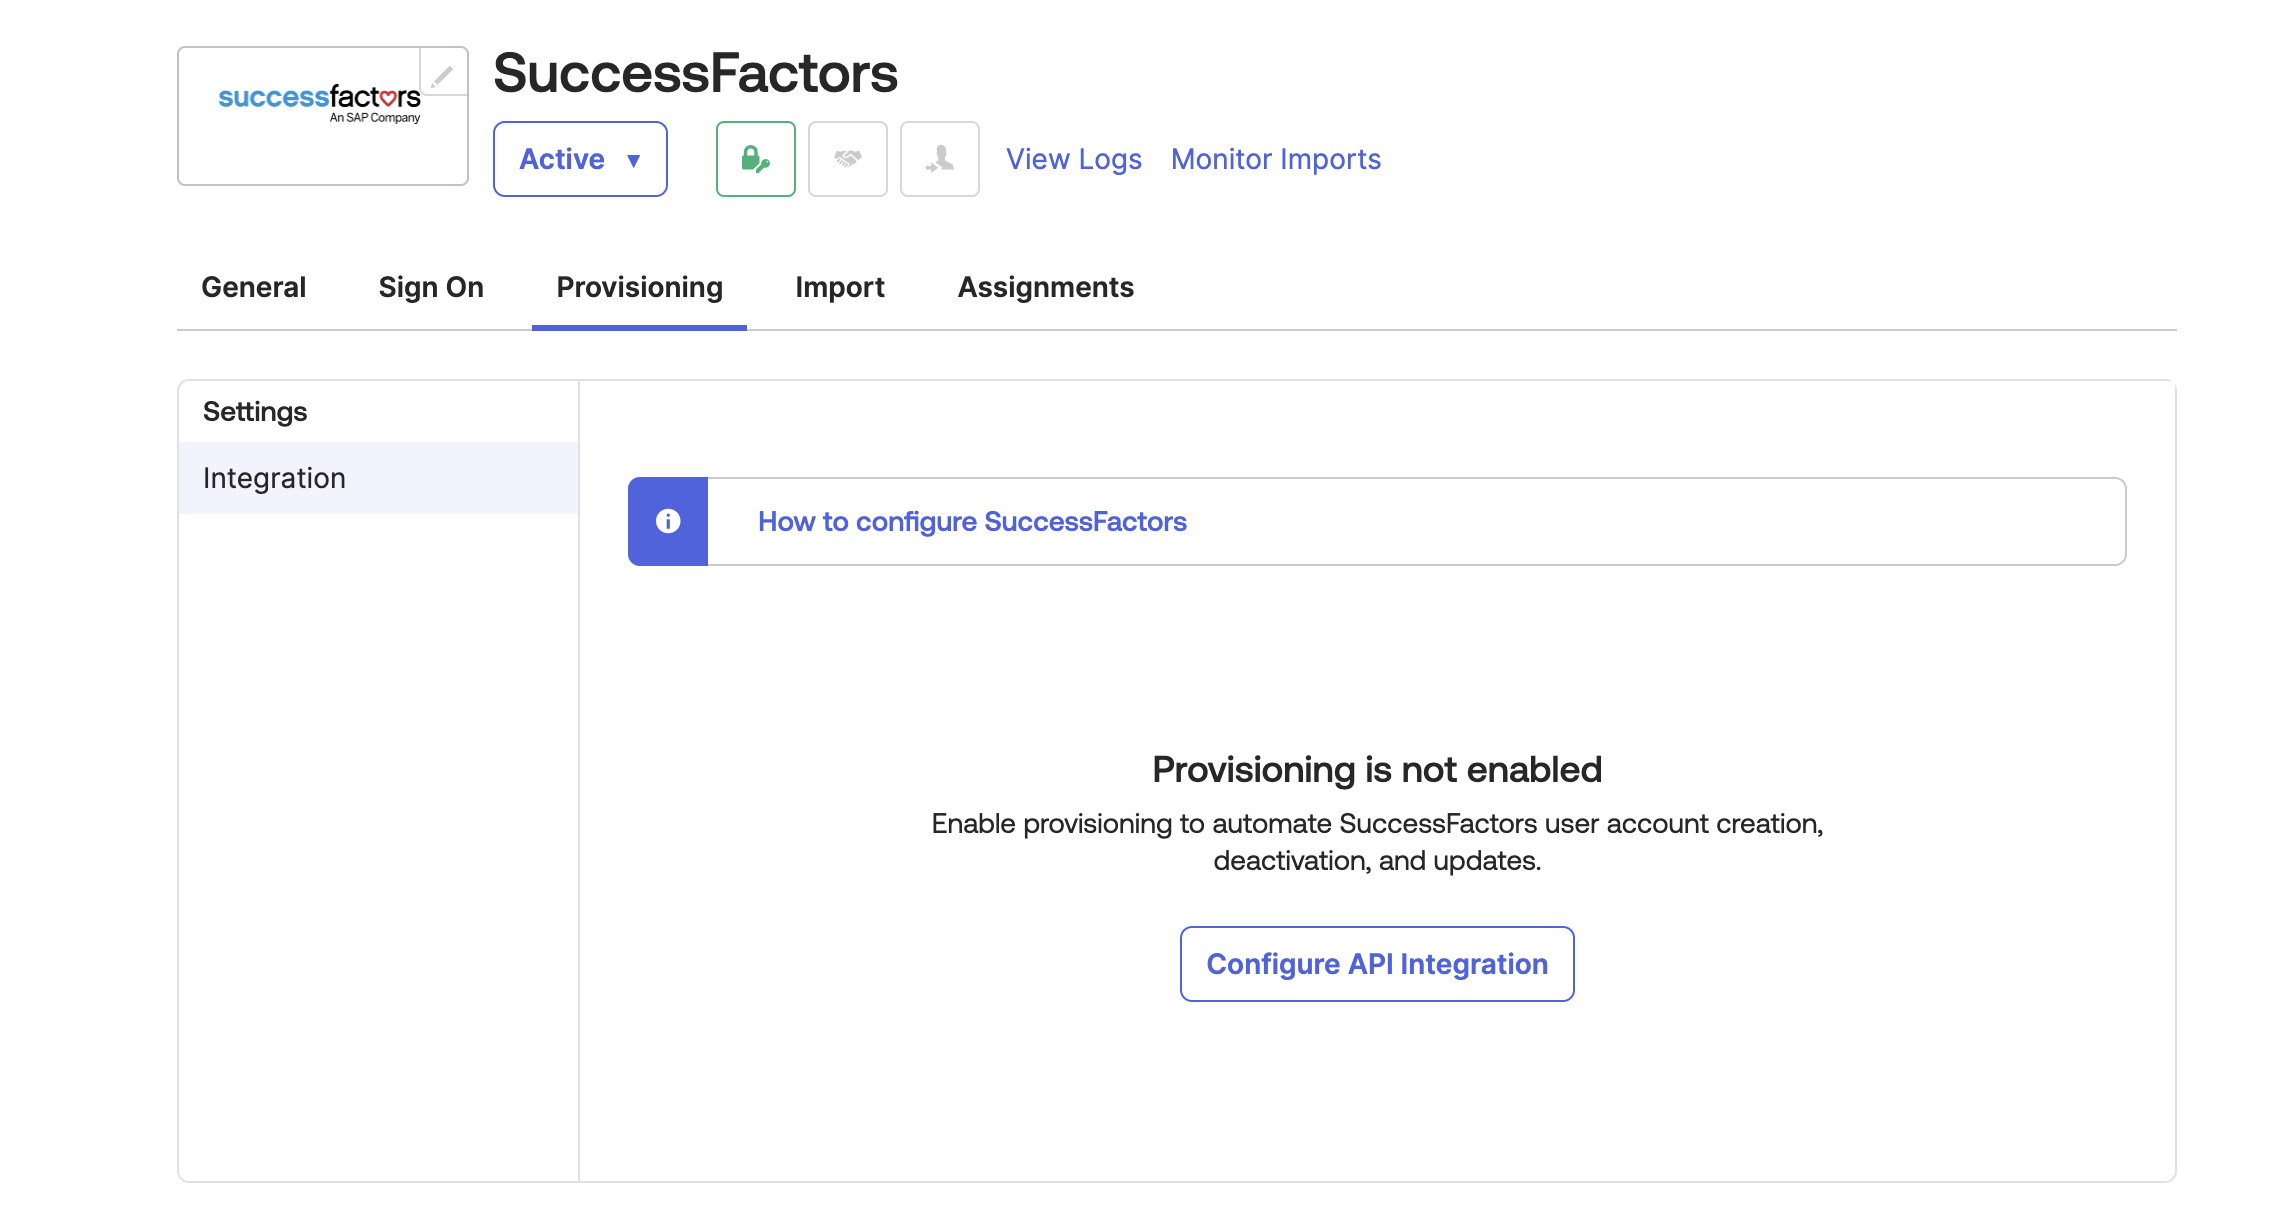 successfactors
An SAP Company
SuccessFactors
Active ▼
View Logs
Monitor Imports
General
Sign On
Provisioning
Import
Assignments
Settings
Integration
How to configure SuccessFactors
Provisioning is not enabled
Enable provisioning to automate SuccessFactors user account creation,
deactivation, and updates.
Configure API Integration